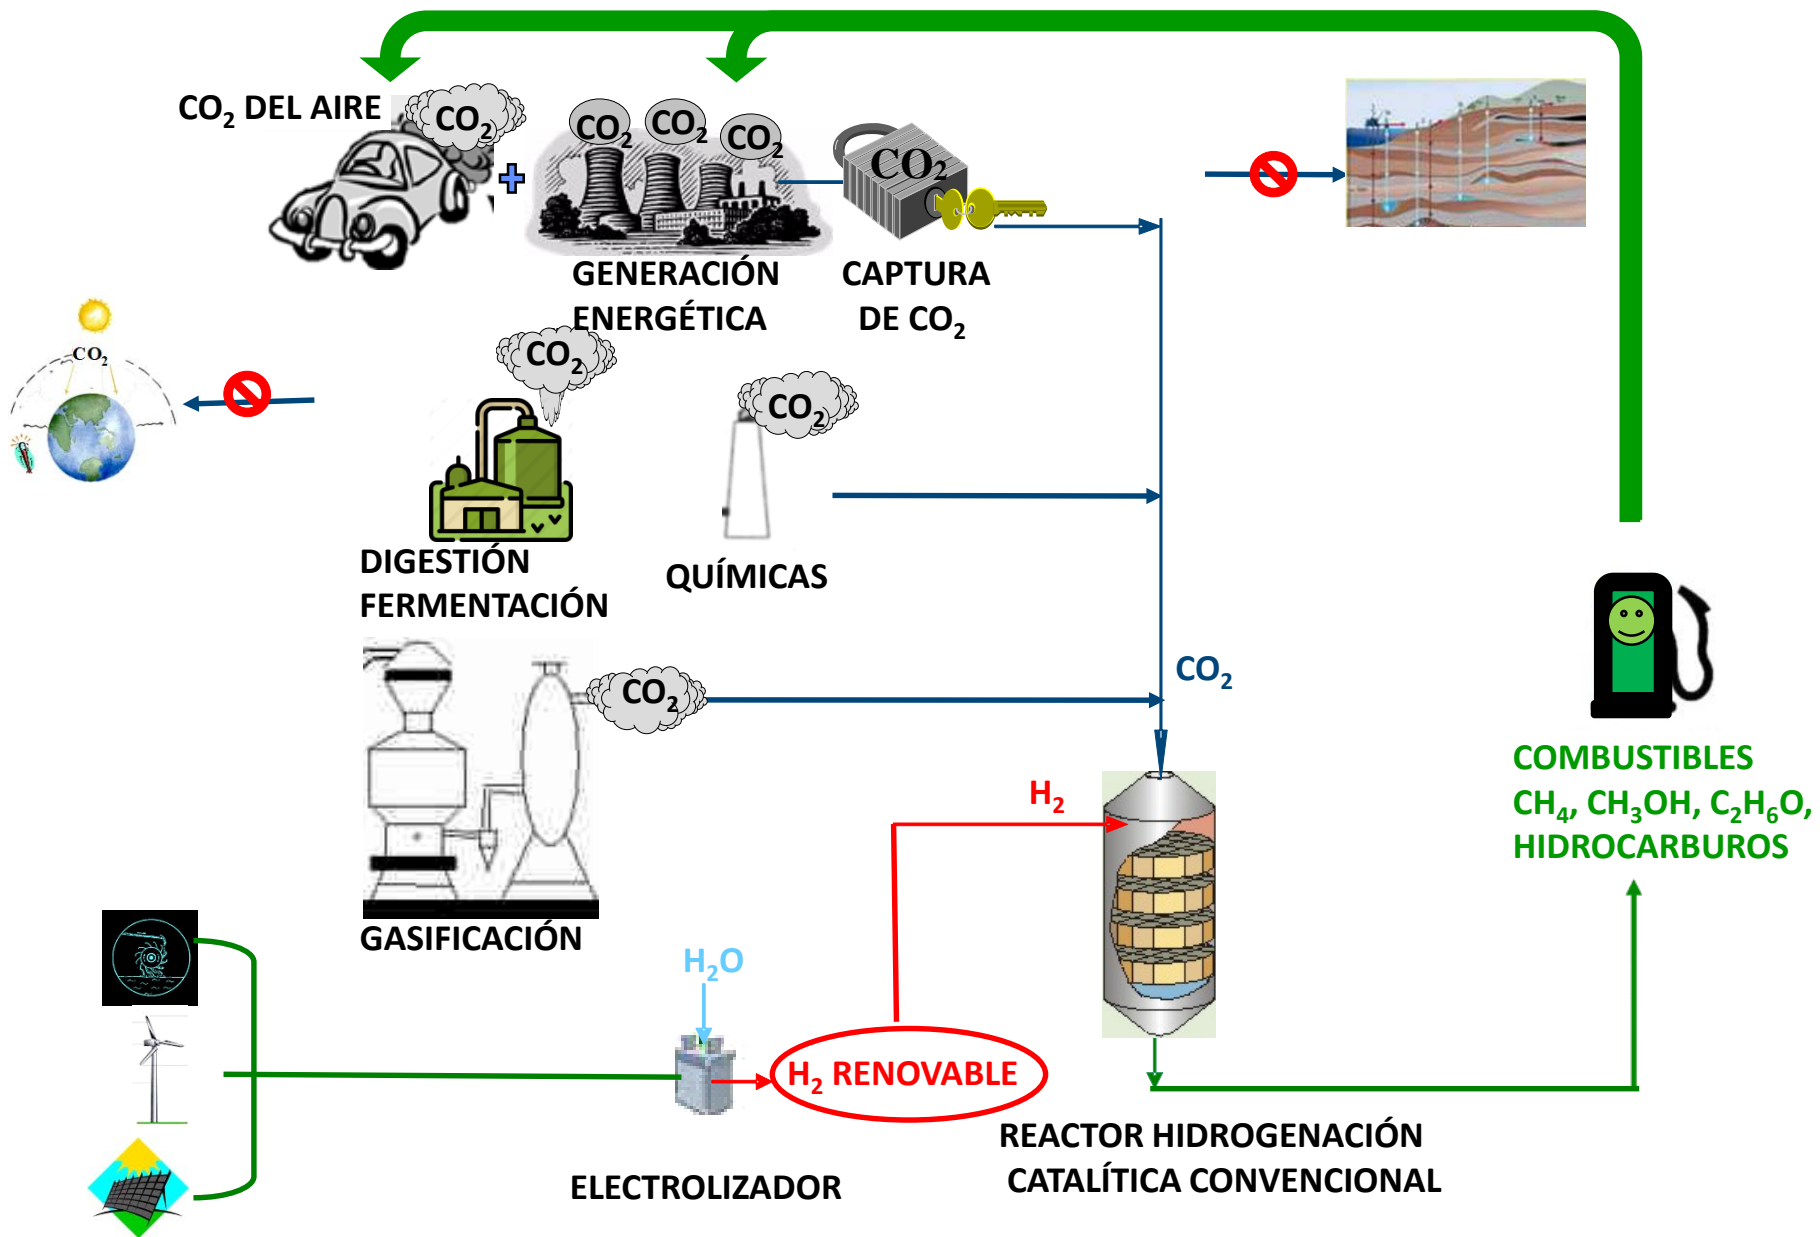 CO₂ DEL AIRE
CO₂
CO₂
CO₂
CO₂
CO₂
GENERACIÓN
ENERGÉTICA
CAPTURA
DE CO₂
CO₂
CO₂
CO₂
DIGESTIÓN
FERMENTACIÓN
QUÍMICAS
CO₂
CO₂
GASIFICACIÓN
H₂
COMBUSTIBLES
CH₄, CH₃OH, C₂H₆O,
HIDROCARBUROS
H₂O
H₂ RENOVABLE
ELECTROLIZADOR
REACTOR HIDROGENACIÓN
CATALÍTICA CONVENCIONAL